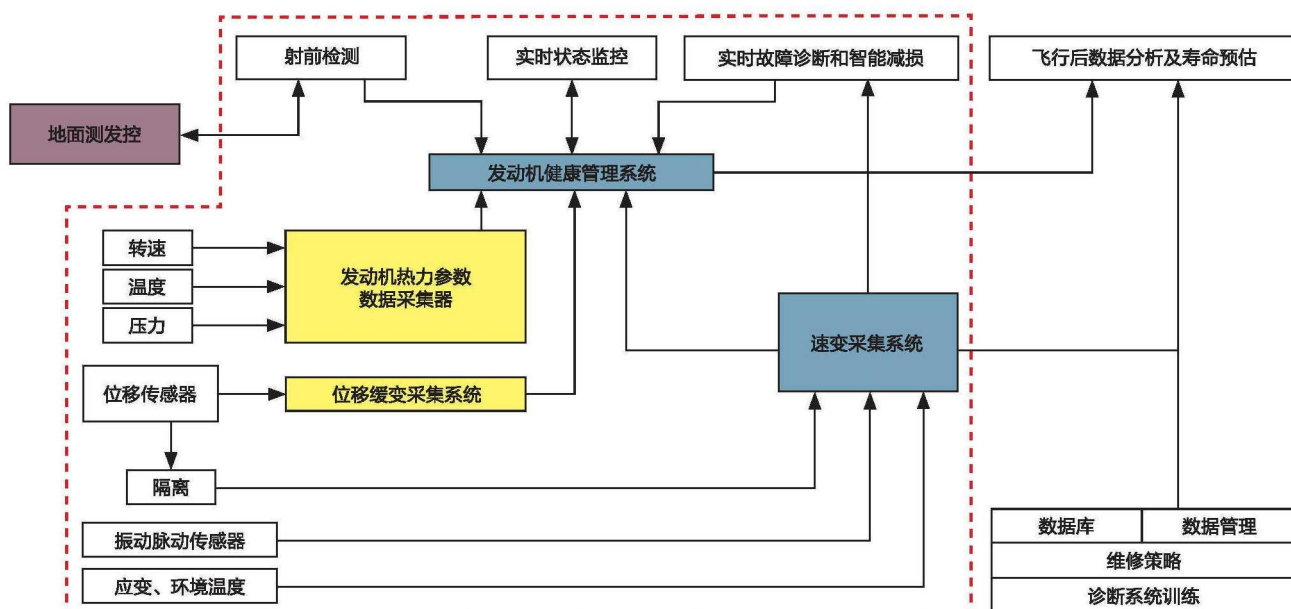 射前检测
实时状态监控
实时故障诊断和智能减损
飞行后数据分析及寿命预估
地面测发控
发动机健康管理系统
转速
温度
压力
发动机热力参数
数据采集器
速变采集系统
位移传感器
位移缓变采集系统
隔离
振动脉动传感器
应变、环境温度
数据库
数据管理
维修策略
诊断系统训练